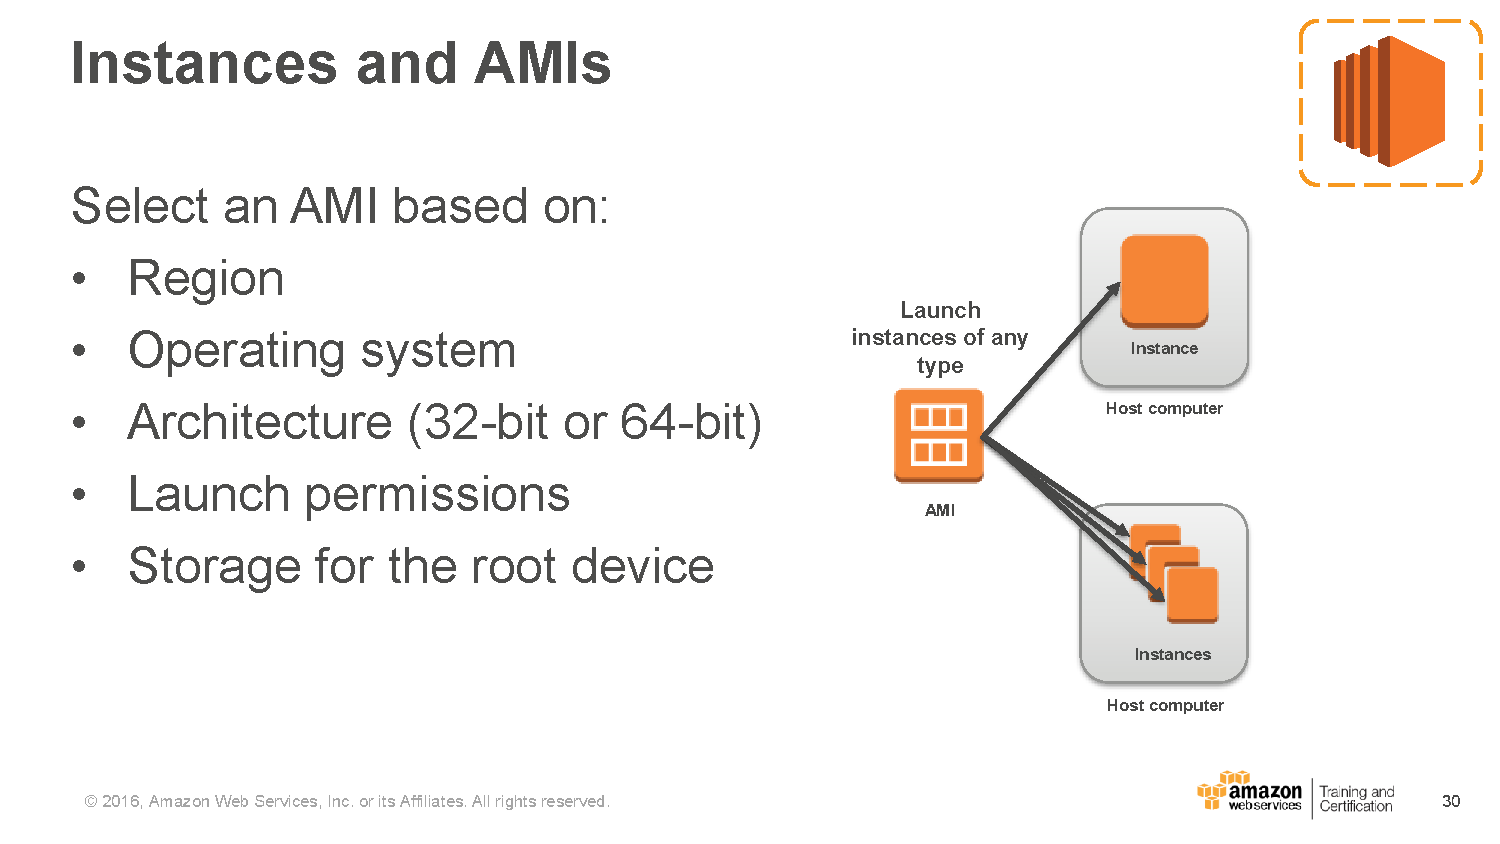 Instances and AMIs
Select an AMI based on:
• Region
• Operating system
• Architecture (32-bit or 64-bit)
• Launch permissions
• Storage for the root device
Launch
instances of any
type
AMI
Instance
Host computer
Instances
Host computer
© 2016, Amazon Web Services, Inc. or its Affiliates. All rights reserved.
amazon
web services
Training and
Certification
30